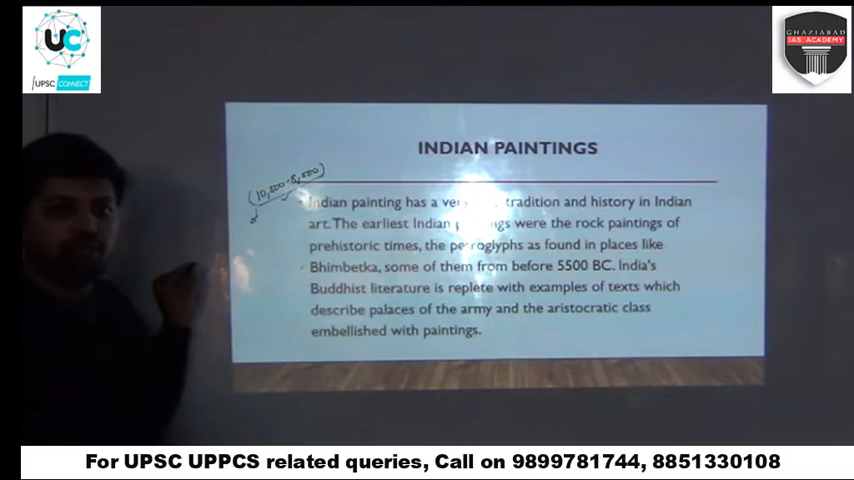 UC
UPSC CONNECT
GHAZIABAD
IAS ACADEMY
INDIAN PAINTINGS
(10,000-8,000)
Indian painting has a very tradition and history in Indian
art. The earliest Indian were the rock paintings of
prehistoric times, the petroglyphs as found in places like
Bhimbetka, some of them from before 5500 BC. India's
Buddhist literature is replete with examples of texts which
describe palaces of the army and the aristocratic class
embellished with paintings.
For UPSC UPPCS related queries, Call on 9899781744, 8851330108